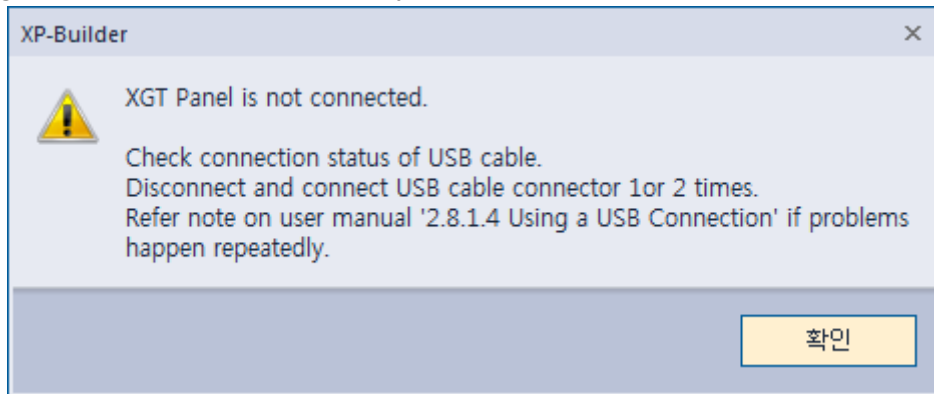 XP-Builder
XGT Panel is not connected.
Check connection status of USB cable.
Disconnect and connect USB cable connector 1or 2 times.
Refer note on user manual '2.8.1.4 Using a USB Connection' if problems
happen repeatedly.
확인